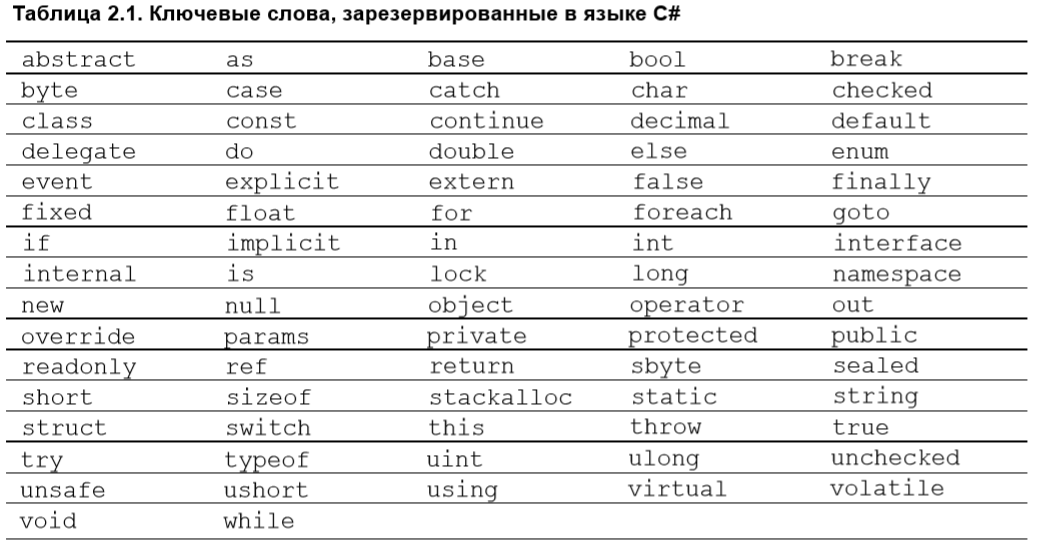 Таблица 2.1. Ключевые слова, зарезервированные в языке C#
abstract as base bool break
byte case catch char checked
class const continue decimal default
delegate do double else enum
event explicit extern false finally
fixed float for foreach goto
if implicit in int interface
internal is lock long namespace
new null object operator out
override params private protected public
readonly ref return sbyte sealed
short sizeof stackalloc static string
struct switch this throw true
try typeof uint ulong unchecked
unsafe ushort using virtual volatile
void while